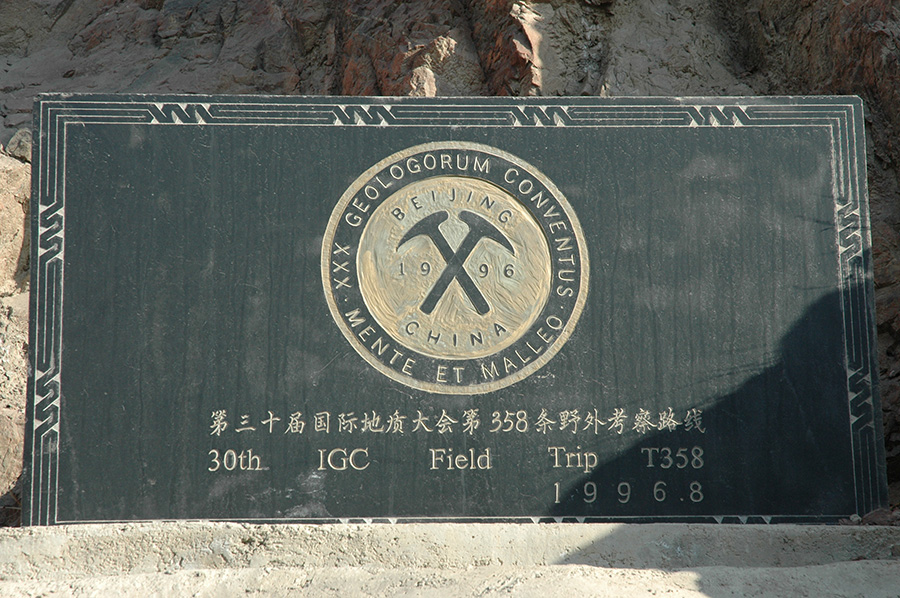 XXX GEOLOGORUM CONVENTUS
BEIJING
1996
CHINA
MENTE ET MALLEO
第三十届国际地质大会第358条野外考察路线
30th IGC Field Trip T358
1996.8